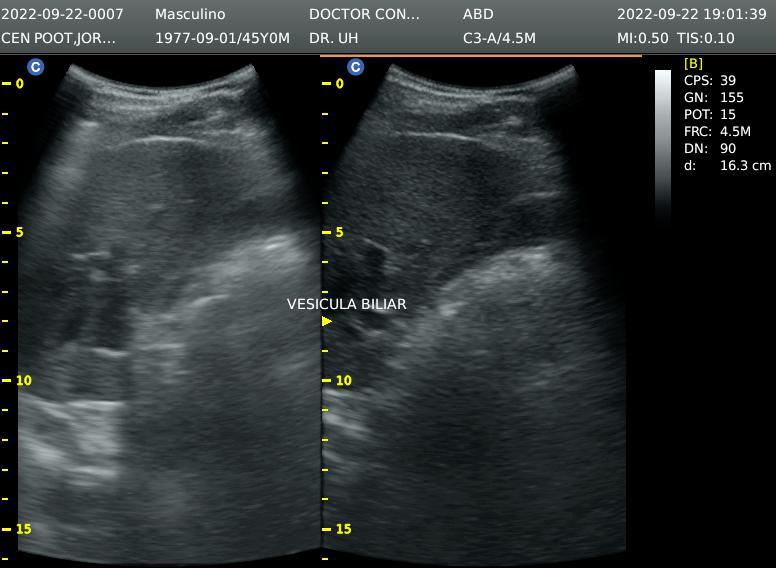 2022-09-22-0007 Masculino DOCTOR CON... ABD 2022-09-22 19:01:39
CEN POOT,JOR... 1977-09-01/45Y0M DR. UH C3-A/4.5M MI:0.50 TIS:0.10
C C
[B]
CPS: 39
GN: 155
POT: 15
FRC: 4.5M
DN: 90
d: 16.3 cm
0 0
5 5
VESICULA BILIAR
10 10
15 15